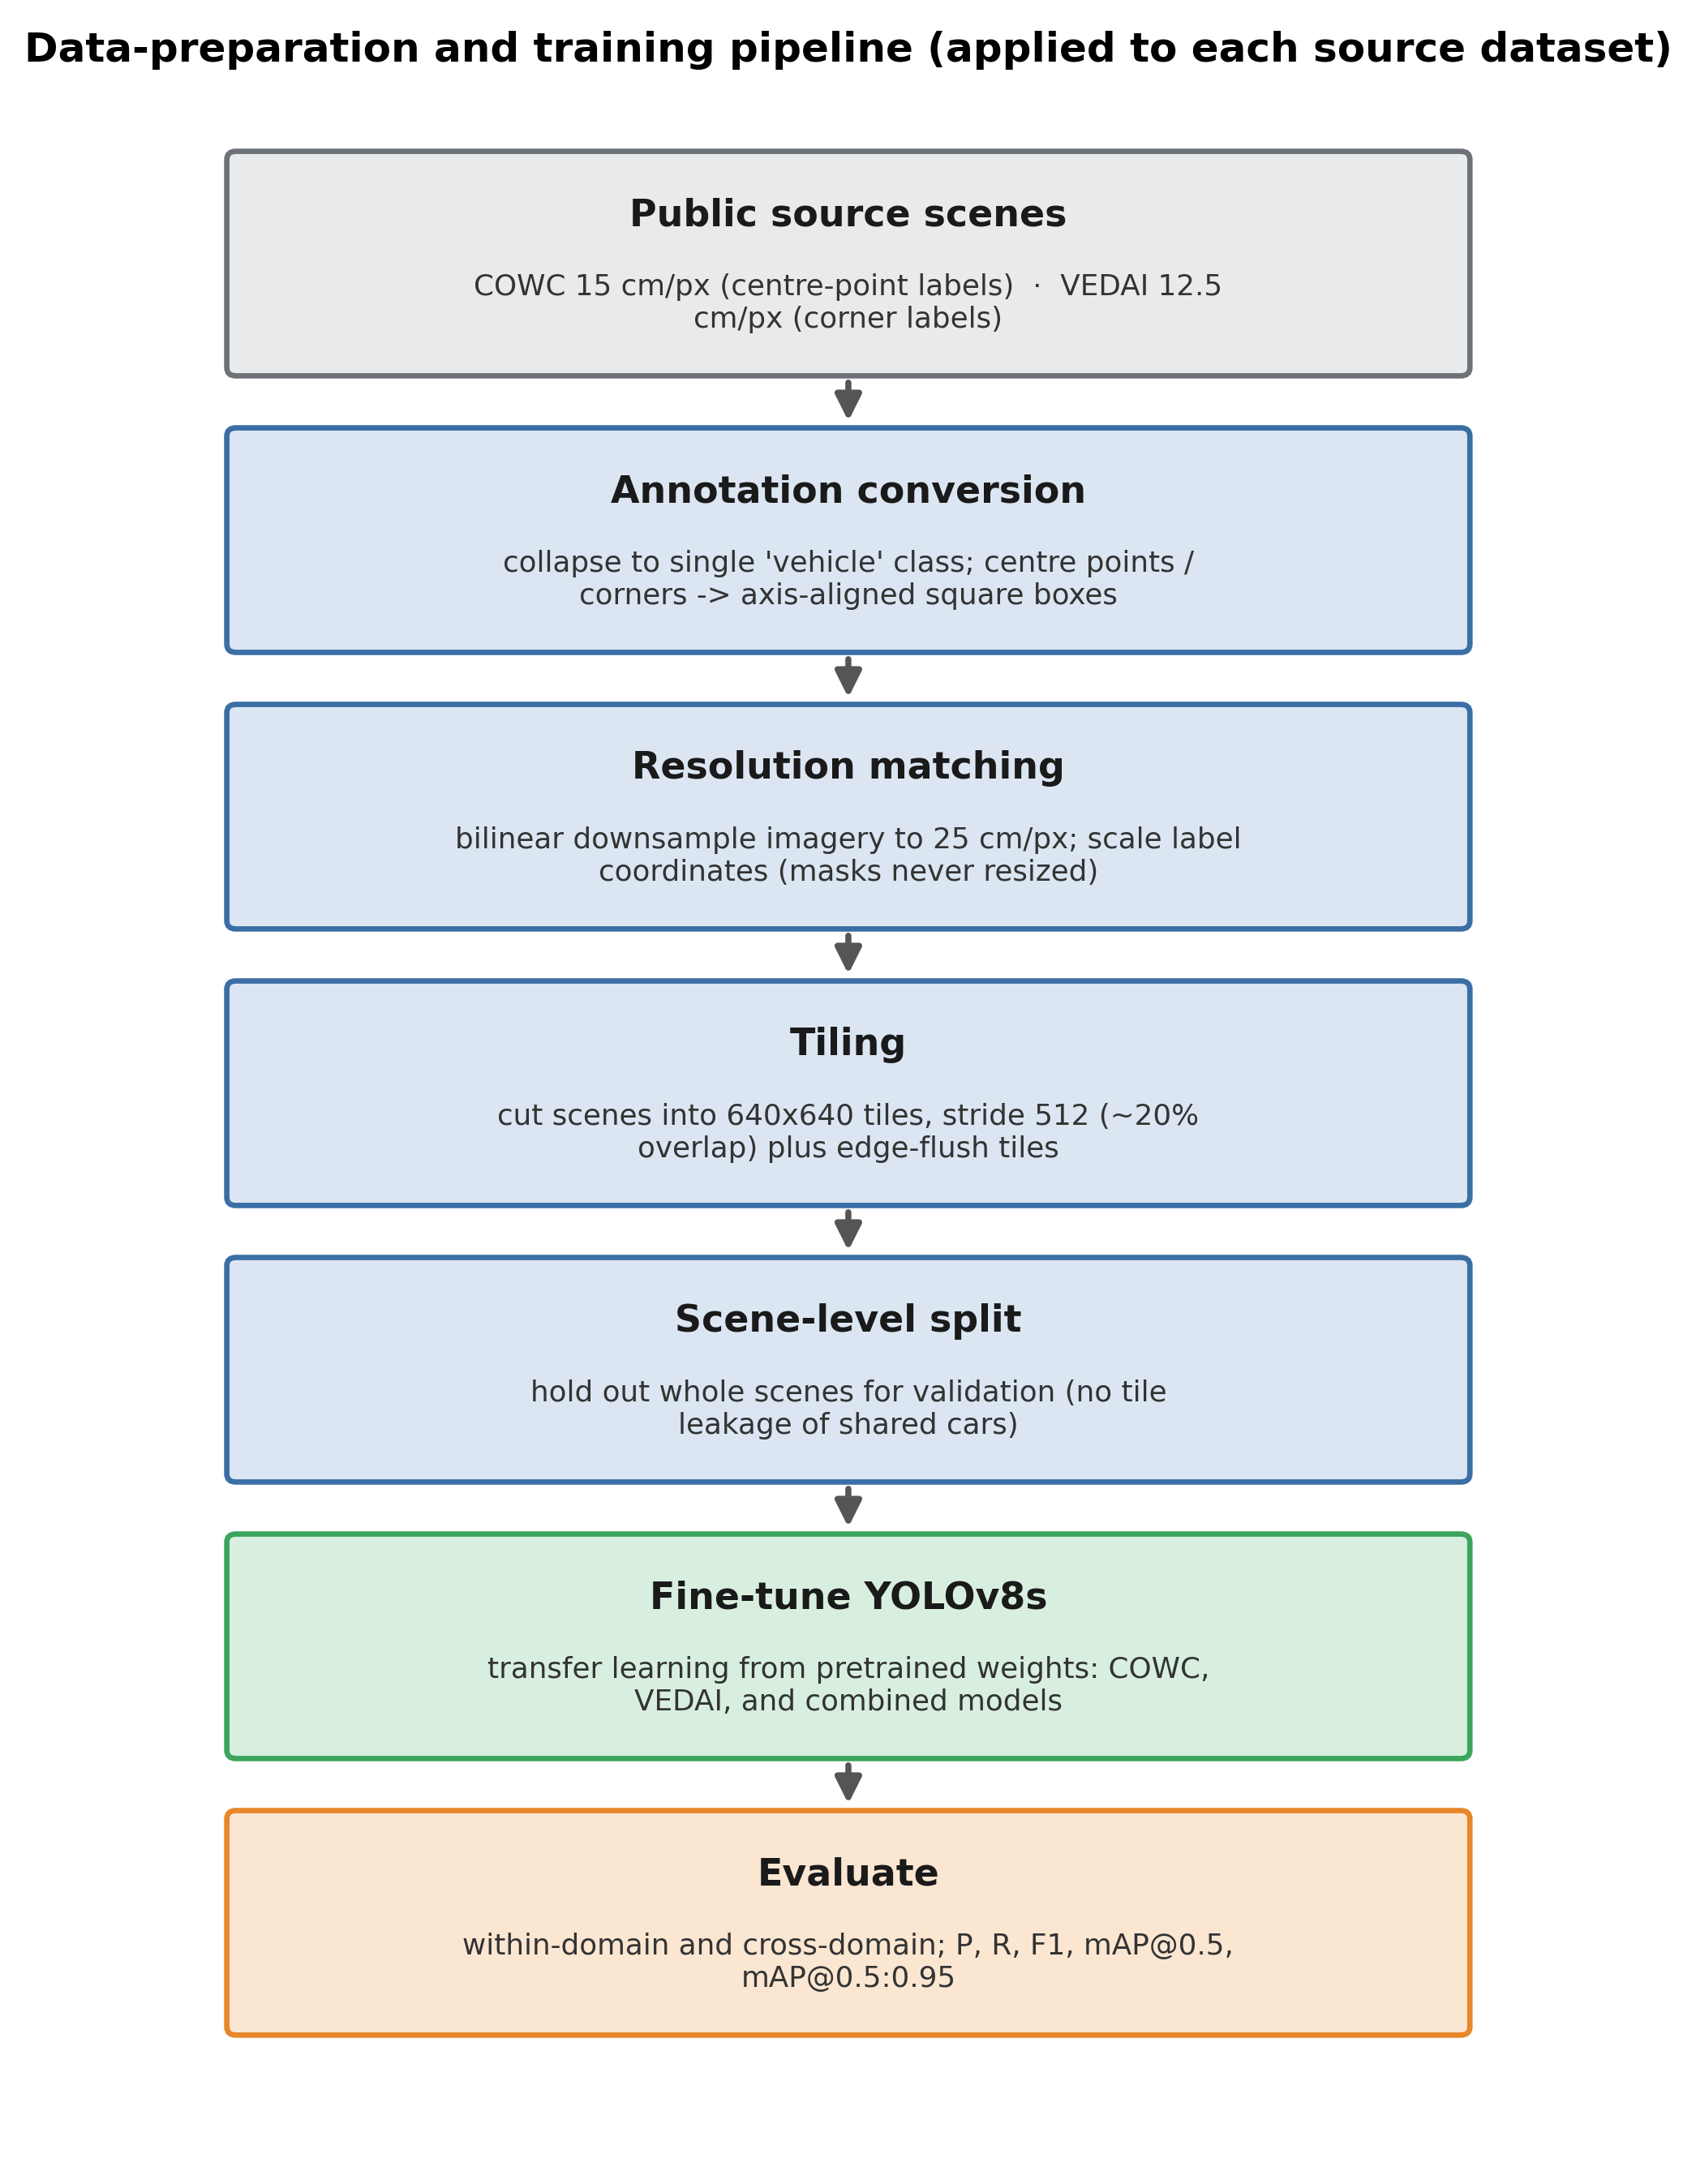 Data-preparation and training pipeline (applied to each source dataset)
Public source scenes
COWC 15 cm/px (centre-point labels)  ·  VEDAI 12.5
cm/px (corner labels)
Annotation conversion
collapse to single 'vehicle' class; centre points /
corners -> axis-aligned square boxes
Resolution matching
bilinear downsample imagery to 25 cm/px; scale label
coordinates (masks never resized)
Tiling
cut scenes into 640x640 tiles, stride 512 (~20%
overlap) plus edge-flush tiles
Scene-level split
hold out whole scenes for validation (no tile
leakage of shared cars)
Fine-tune YOLOv8s
transfer learning from pretrained weights: COWC,
VEDAI, and combined models
Evaluate
within-domain and cross-domain; P, R, F1, mAP@0.5,
mAP@0.5:0.95